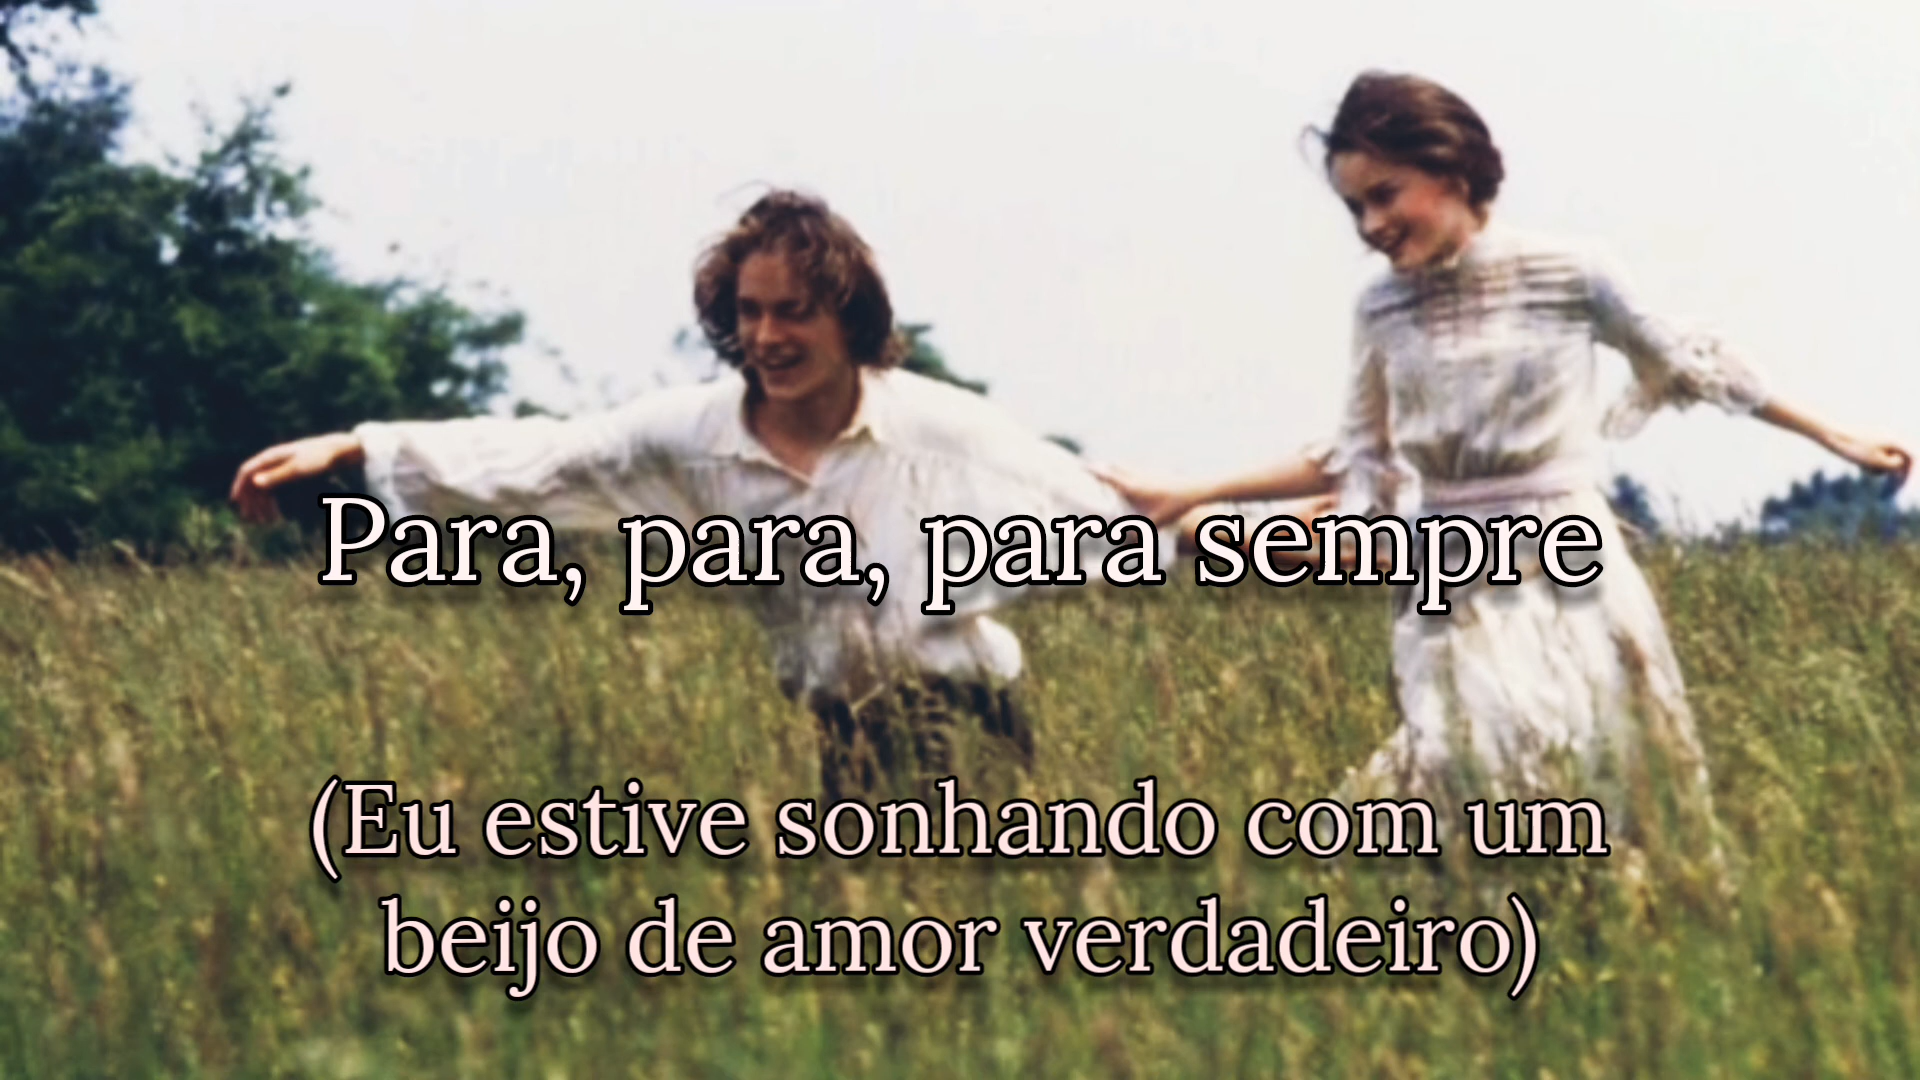 Para, para, para sempre
(Eu estive sonhando com um
beijo de amor verdadeiro)